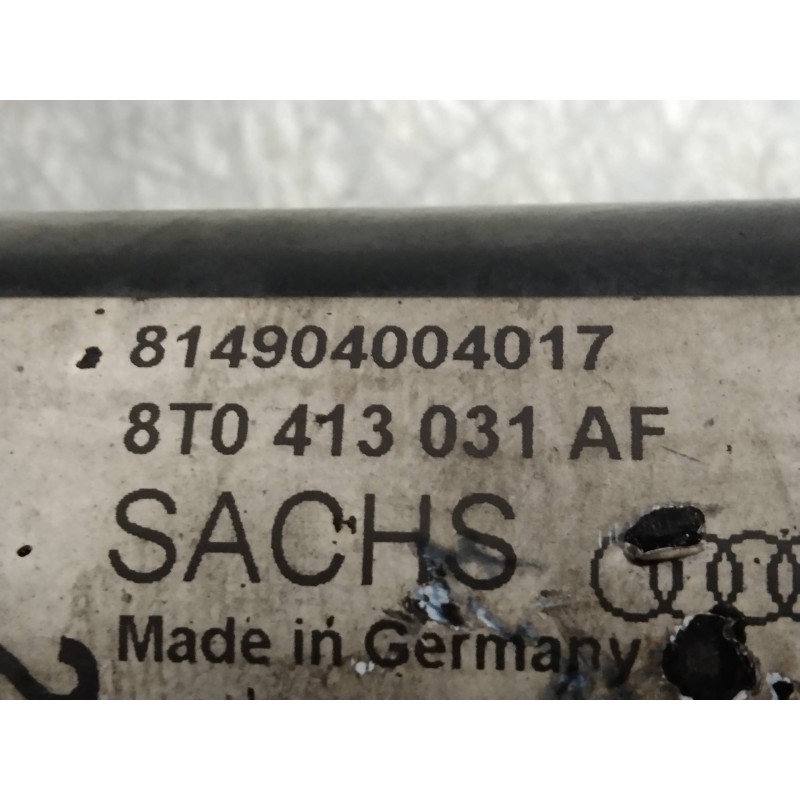 814904004017
8T0 413 031 AF
SACHS
Made in Germany